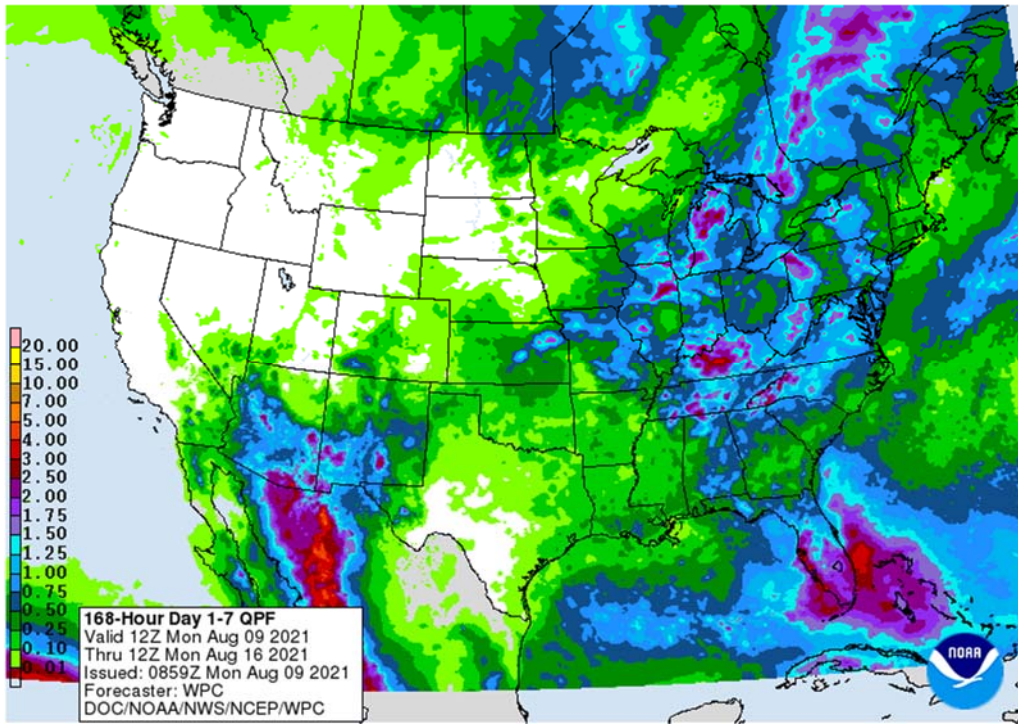 20.00
15.00
10.00
7.00
5.00
4.00
3.00
2.50
2.00
1.75
1.50
1.25
1.00
0.75
0.50
0.25
0.10
0.01
168-Hour Day 1-7 QPF
Valid 12Z Mon Aug 09 2021
Thru 12Z Mon Aug 16 2021
Issued: 0859Z Mon Aug 09 2021
Forecaster: WPC
DOC/NOAA/NWS/NCEP/WPC
NOAA